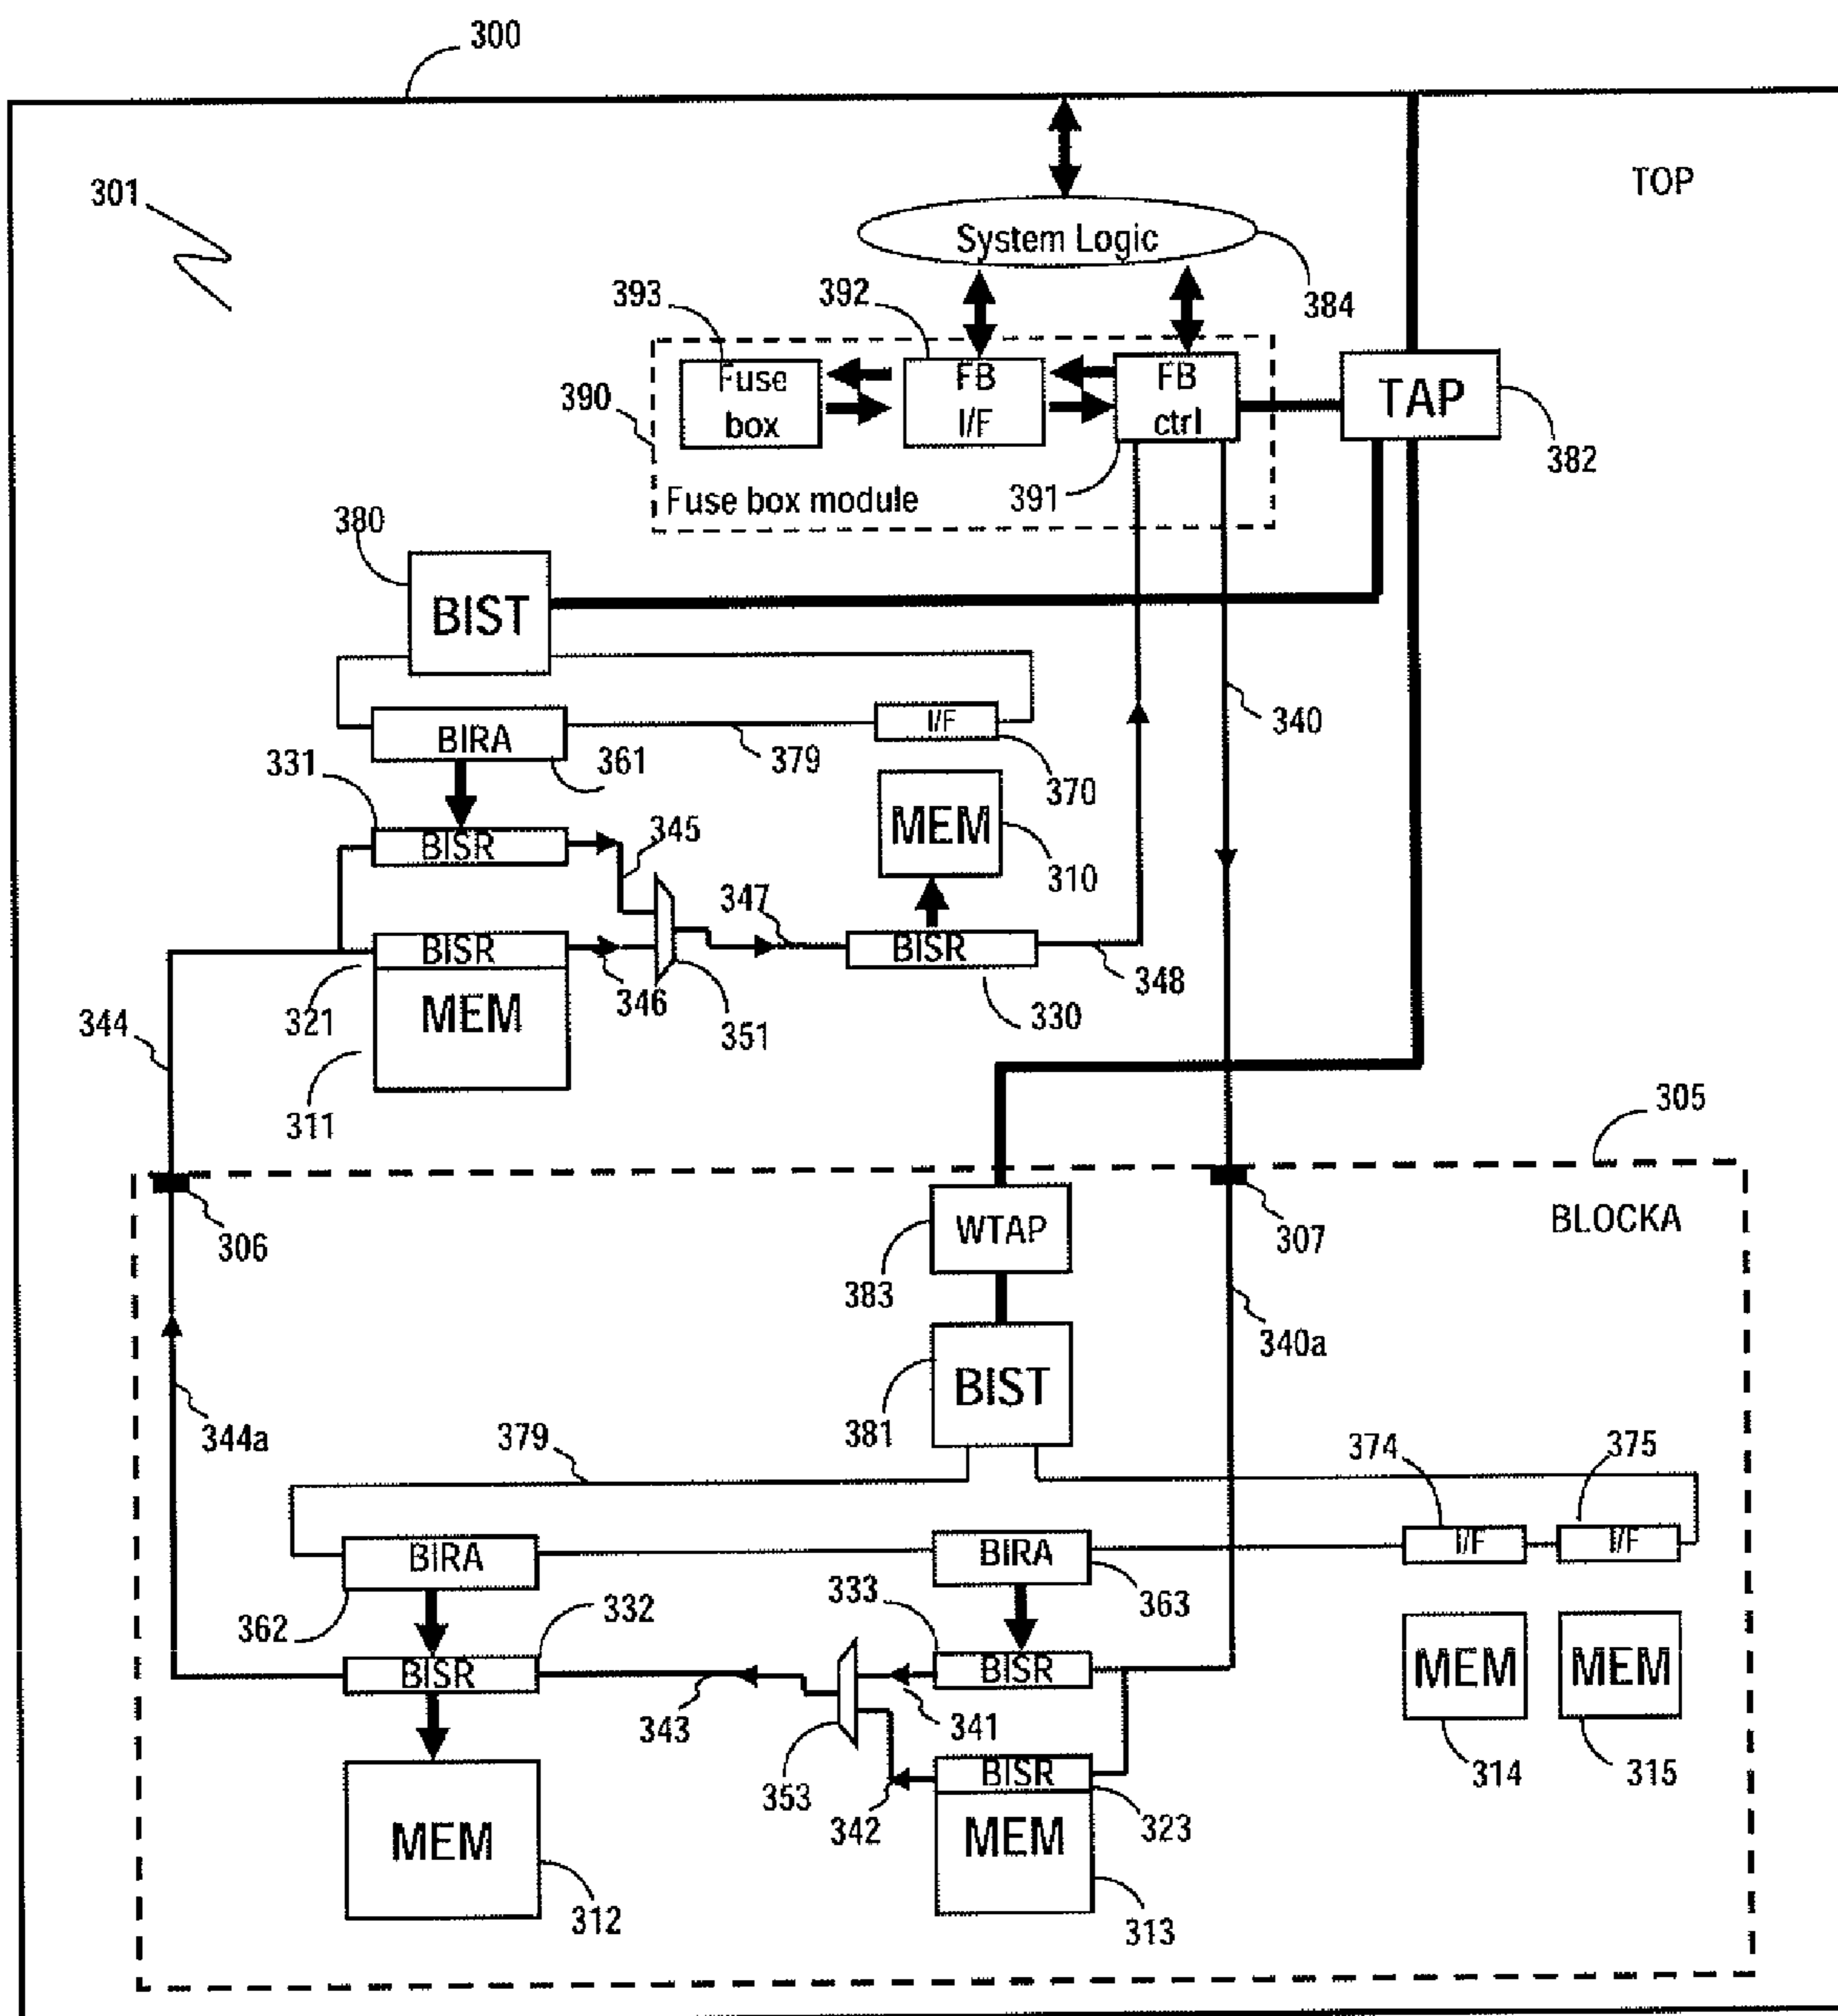 300
301
TOP
System Logic
384
393
392
390
Fuse
box
FB
I/F
FB
ctrl
TAP
382
391
Fuse box module
380
BIST
340
BIRA
361
379
I/F
370
331
BISR
345
MEM
310
347
BISR
346
351
BISR
348
330
344
321
MEM
311
305
306
WTAP
307
BLOCKA
383
340a
BIST
381
344a
379
374
375
BIRA
BIRA
I/F
I/F
362
332
333
363
BISR
BISR
MEM
MEM
343
341
314
315
353
342
BISR
323
MEM
MEM
312
313